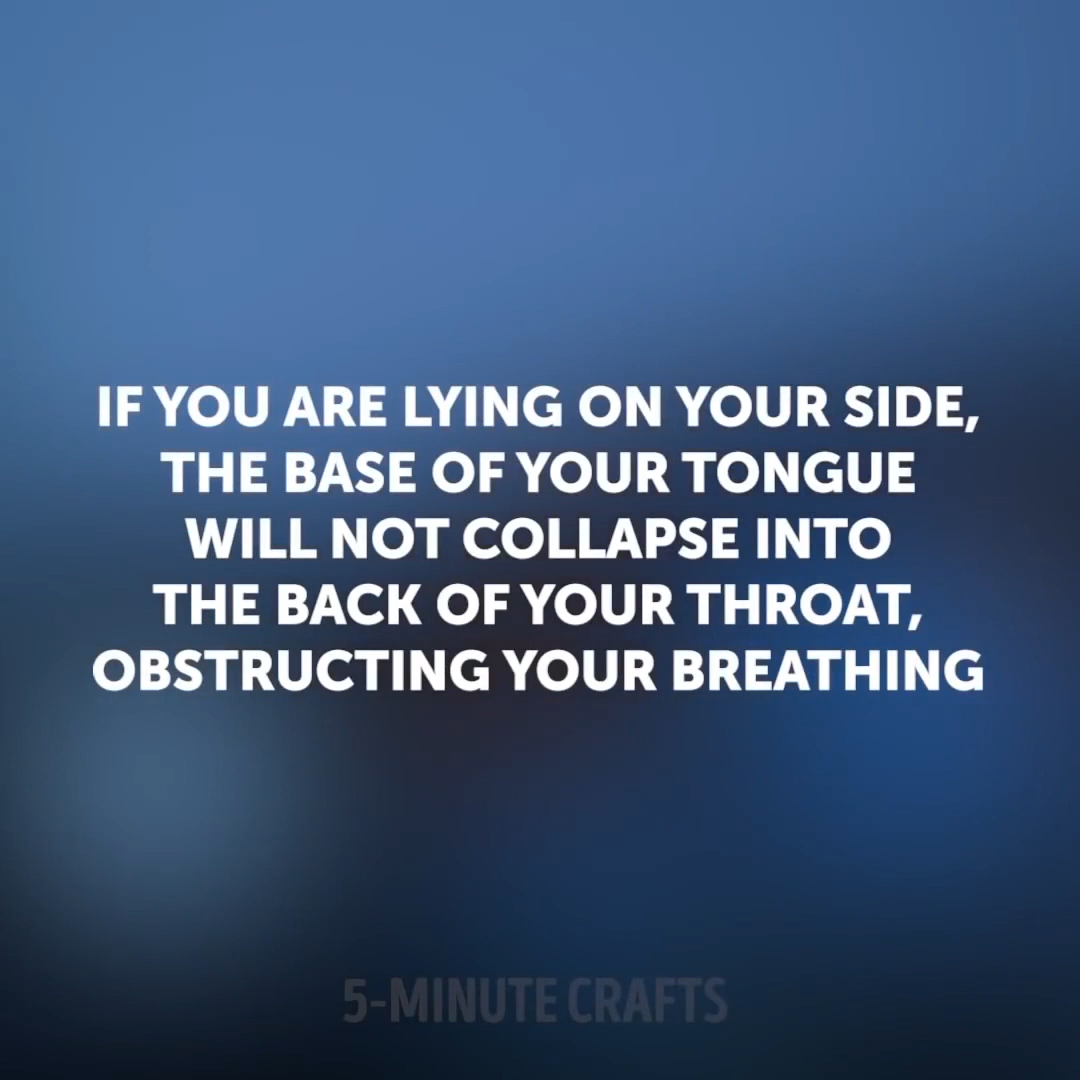 IF YOU ARE LYING ON YOUR SIDE,
THE BASE OF YOUR TONGUE
WILL NOT COLLAPSE INTO
THE BACK OF YOUR THROAT,
OBSTRUCTING YOUR BREATHING
5-MINUTE CRAFTS